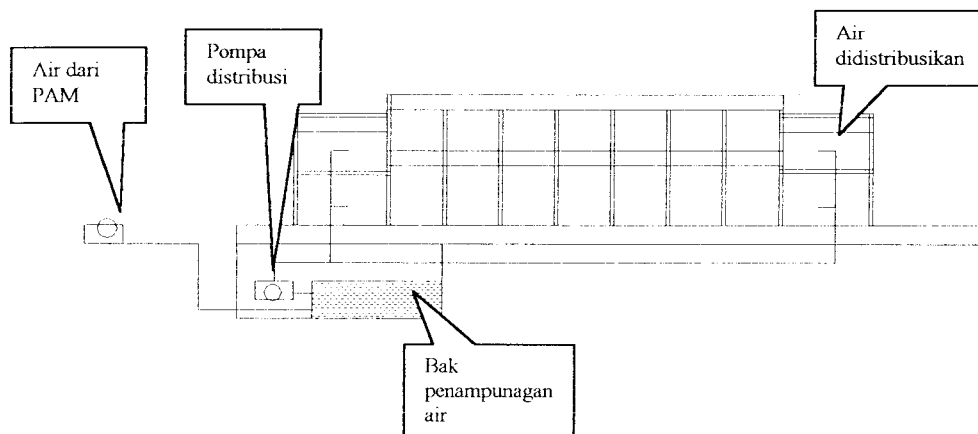 Air dari
PAM
Pompa
distribusi
Air
didistribusikan
Bak
penampunagan
air